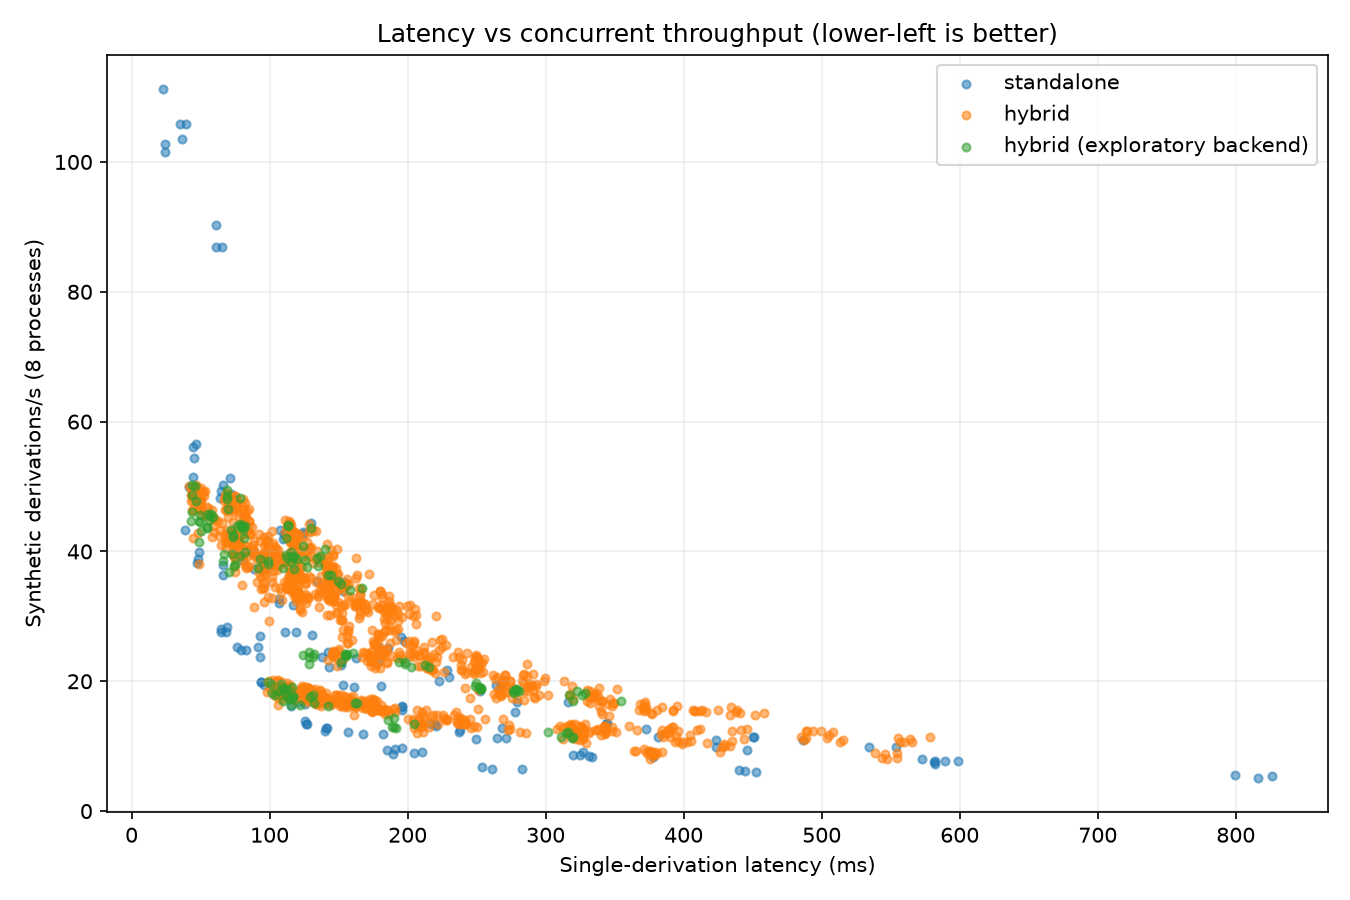 Latency vs concurrent throughput (lower-left is better)
standalone
hybrid
hybrid (exploratory backend)
Synthetic derivations/s (8 processes)
100
80
60
40
20
0
0 100 200 300 400 500 600 700 800
Single-derivation latency (ms)